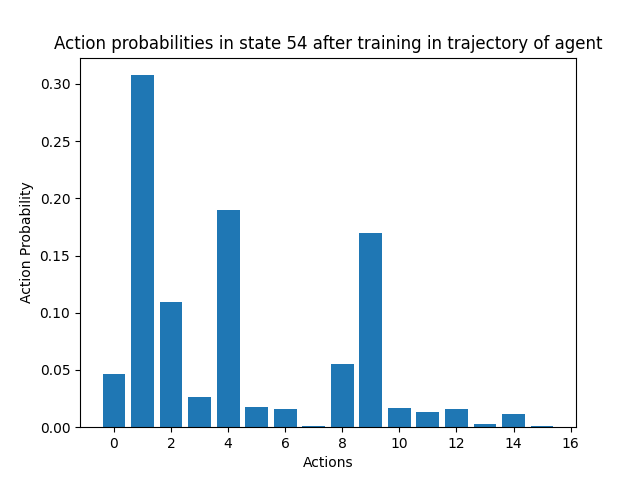 Action probabilities in state 54 after training in trajectory of agent
0.30
0.25
0.20
0.15
0.10
0.05
0.00
Action Probability
0 2 4 6 8 10 12 14 16
Actions